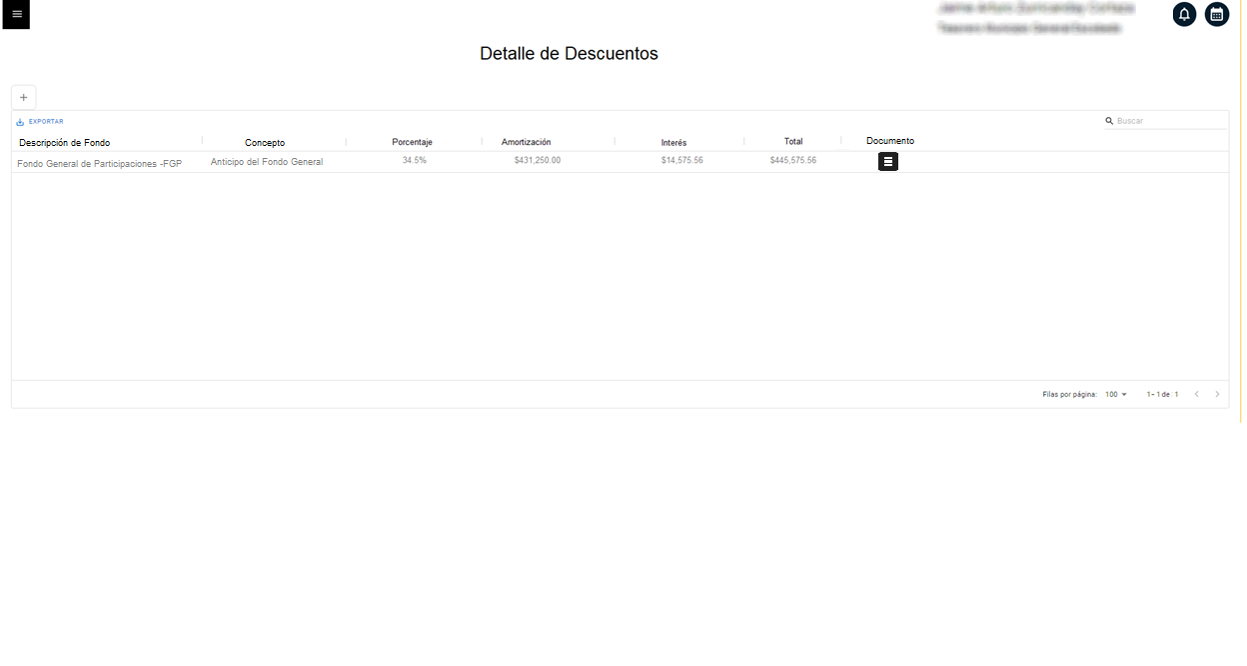 Detalle de Descuentos
+
EXPORTAR
Buscar
Descripción de Fondo Concepto Porcentaje Amortización Interés Total Documento
Fondo General de Participaciones -FGP Anticipo del Fondo General 34.5% $431,250.00 $14,575.56 $445,575.56
Filas por página: 100 1-1 de 1